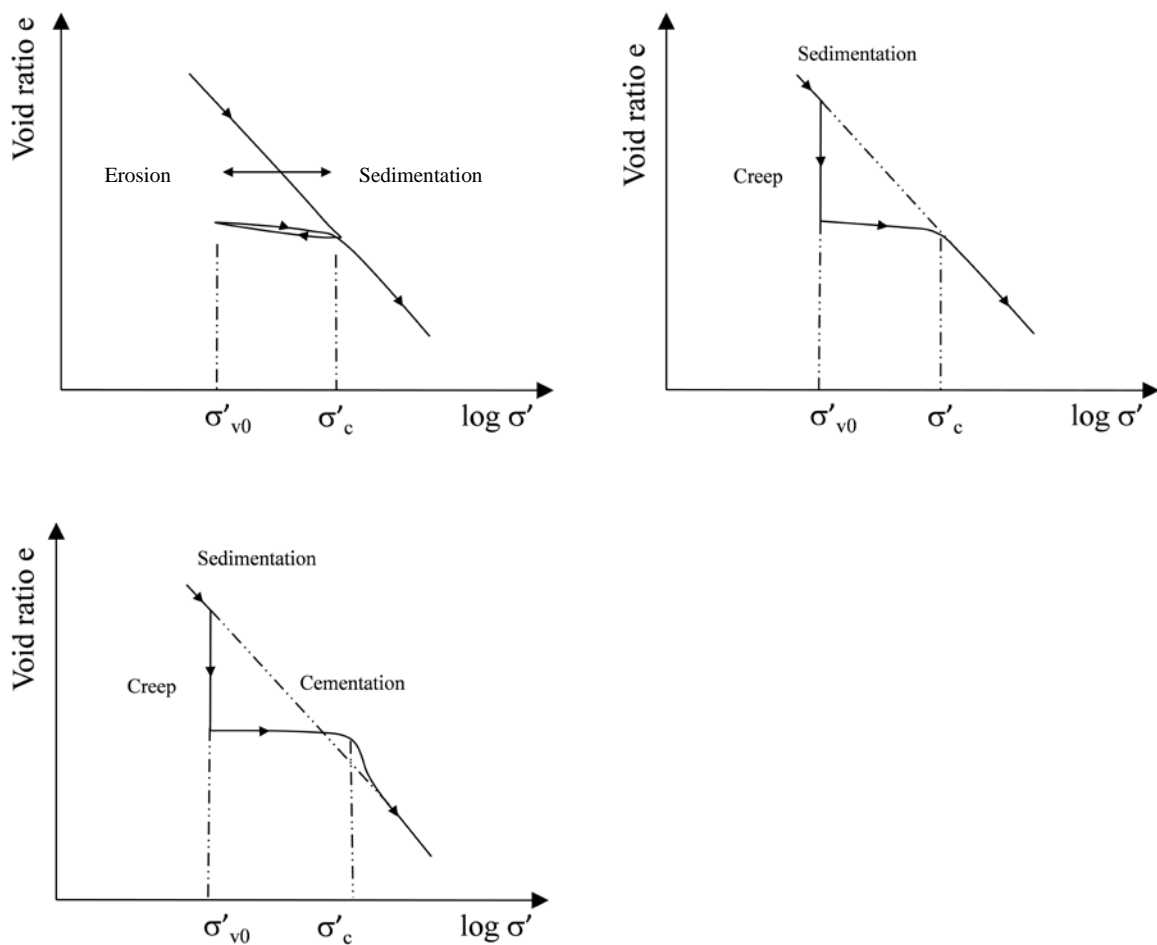 Void ratio e
Erosion
Sedimentation
σ'v0
σ'c
log σ'
Void ratio e
Sedimentation
Creep
σ'v0
σ'c
log σ'
Void ratio e
Sedimentation
Creep
Cementation
σ'v0
σ'c
log σ'